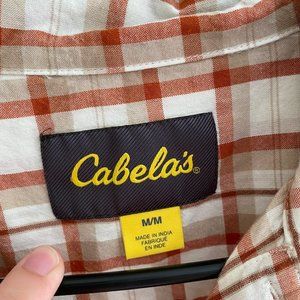 Cabela's®
M/M
MADE IN INDIA
FABRIQUÉ
EN INDE